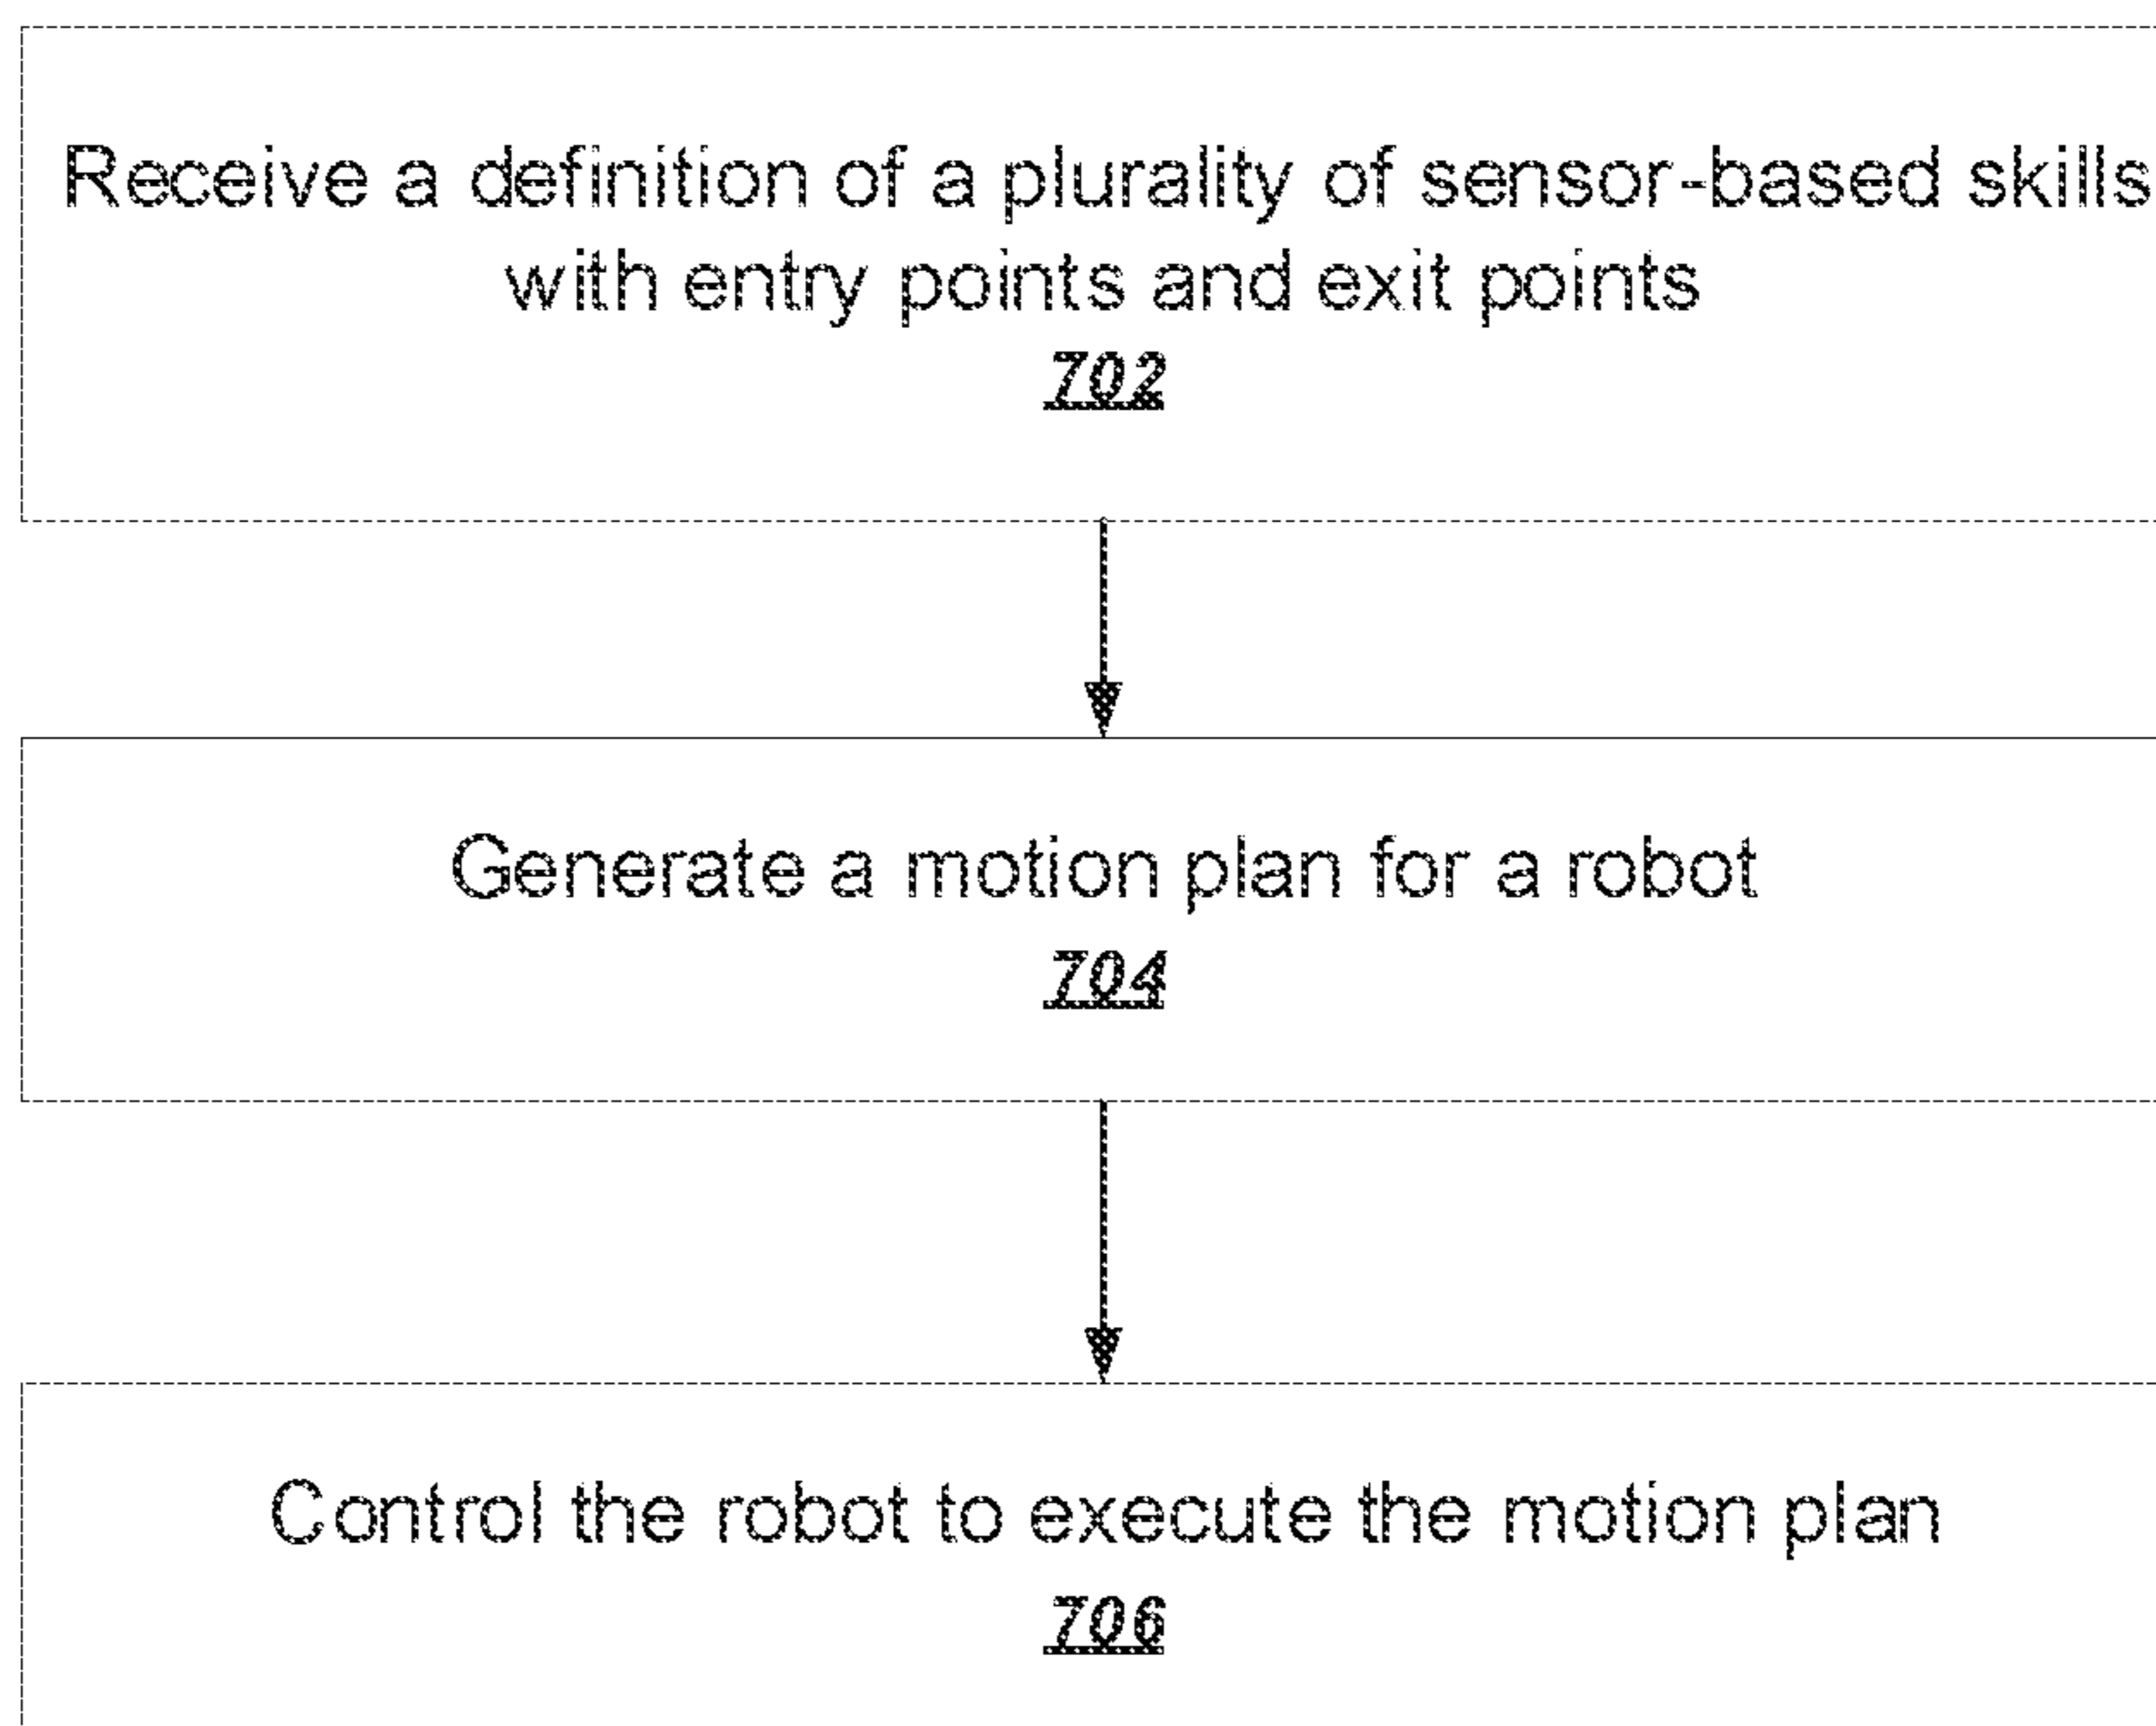 Receive a definition of a plurality of sensor-based skills
with entry points and exit points
702
Generate a motion plan for a robot
704
Control the robot to execute the motion plan
706